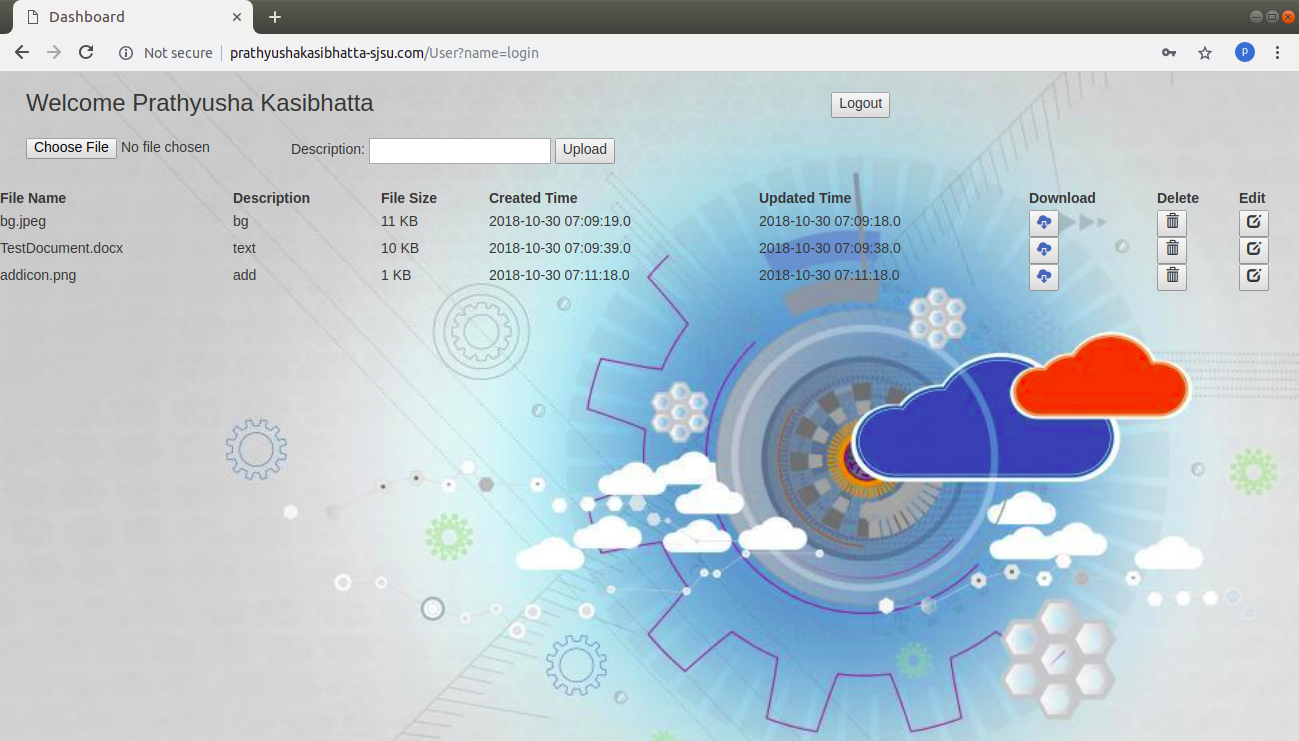 Dashboard
Not secure prathyushakasibhatta-sjsu.com/User?name=login
p
Welcome Prathyusha Kasibhatta
Logout
Choose File No file chosen
Description:
Upload
File Name Description File Size Created Time Updated Time Download Delete Edit
bg.jpeg bg 11 KB 2018-10-30 07:09:19.0 2018-10-30 07:09:18.0
TestDocument.docx text 10 KB 2018-10-30 07:09:39.0 2018-10-30 07:09:38.0
addicon.png add 1 KB 2018-10-30 07:11:18.0 2018-10-30 07:11:18.0